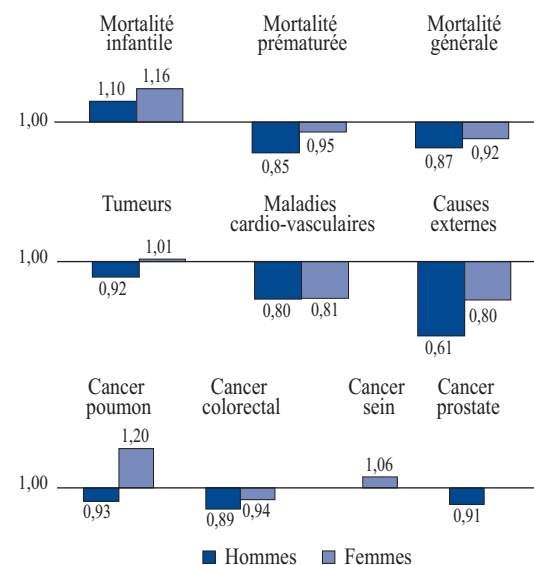 Mortalité infantile
Mortalité prématurée
Mortalité générale
1,00
1,10
1,16
0,85
0,95
0,87
0,92
Tumeurs
Maladies cardio-vasculaires
Causes externes
1,00
0,92
1,01
0,80
0,81
0,61
0,80
Cancer poumon
Cancer colorectal
Cancer sein
Cancer prostate
1,00
0,93
1,20
0,89
0,94
1,06
0,91
Hommes
Femmes